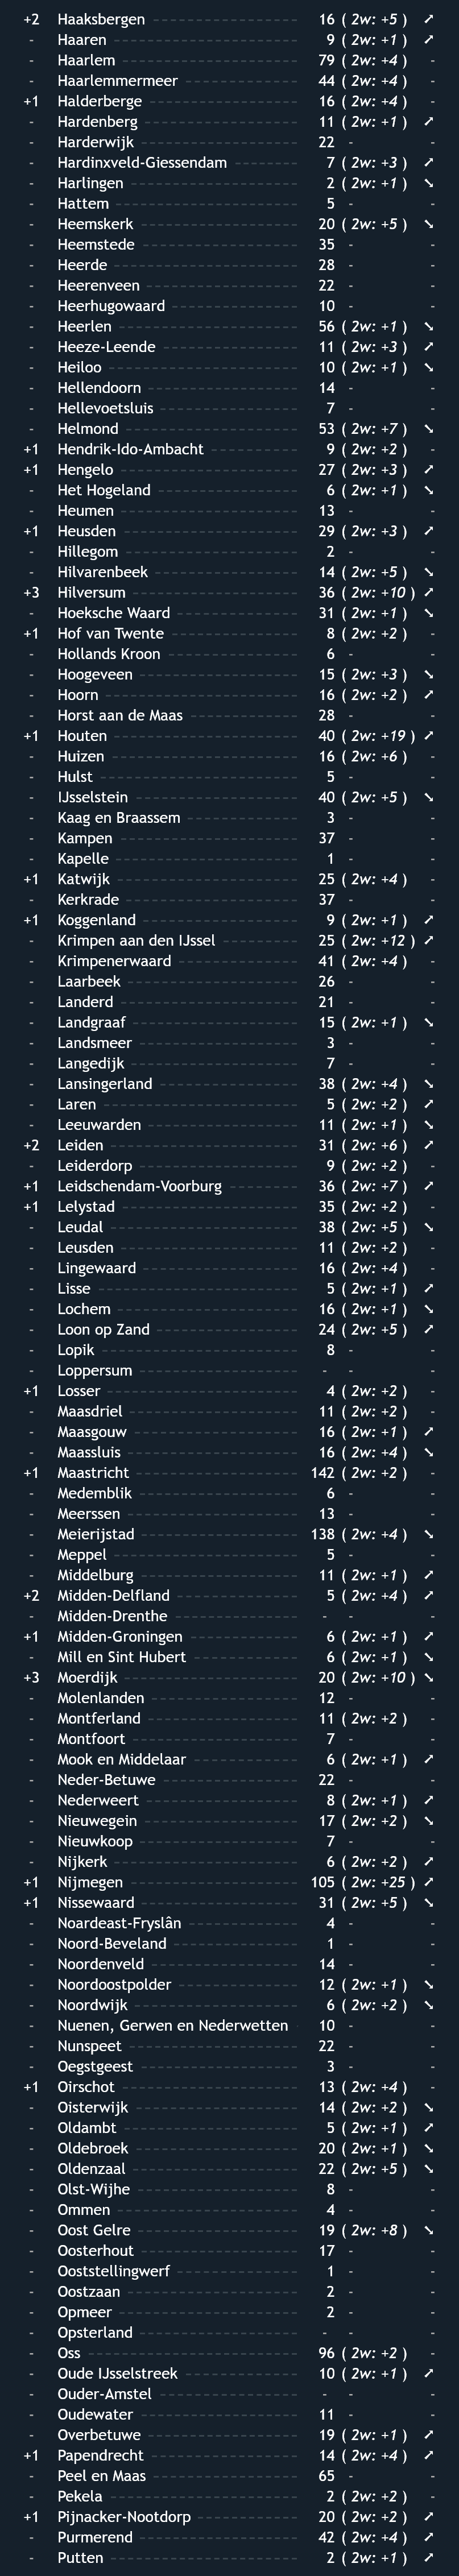 +2 Haaksbergen 16 ( 2w: +5 ) ↗
- Haaren 9 ( 2w: +1 ) ↗
- Haarlem 79 ( 2w: +4 ) -
- Haarlemmermeer 44 ( 2w: +4 ) -
+1 Halderberge 16 ( 2w: +4 ) -
- Hardenberg 11 ( 2w: +1 ) ↗
- Harderwijk 22 - -
- Hardinxveld-Giessendam 7 ( 2w: +3 ) ↗
- Harlingen 2 ( 2w: +1 ) ↘
- Hattem 5 - -
- Heemskerk 20 ( 2w: +5 ) ↘
- Heemstede 35 - -
- Heerde 28 - -
- Heerenveen 22 - -
- Heerhugowaard 10 - -
- Heerlen 56 ( 2w: +1 ) ↘
- Heeze-Leende 11 ( 2w: +3 ) ↗
- Heiloo 10 ( 2w: +1 ) ↘
- Hellendoorn 14 - -
- Hellevoetsluis 7 - -
- Helmond 53 ( 2w: +7 ) ↘
+1 Hendrik-Ido-Ambacht 9 ( 2w: +2 ) -
+1 Hengelo 27 ( 2w: +3 ) ↗
- Het Hogeland 6 ( 2w: +1 ) ↘
- Heumen 13 - -
+1 Heusden 29 ( 2w: +3 ) ↗
- Hillegom 2 - -
- Hilvarenbeek 14 ( 2w: +5 ) ↘
+3 Hilversum 36 ( 2w: +10 ) ↗
- Hoeksche Waard 31 ( 2w: +1 ) ↘
+1 Hof van Twente 8 ( 2w: +2 ) -
- Hollands Kroon 6 - -
- Hoogeveen 15 ( 2w: +3 ) ↘
- Hoorn 16 ( 2w: +2 ) ↗
- Horst aan de Maas 28 - -
+1 Houten 40 ( 2w: +19 ) ↗
- Huizen 16 ( 2w: +6 ) -
- Hulst 5 - -
- IJsselstein 40 ( 2w: +5 ) ↘
- Kaag en Braassem 3 - -
- Kampen 37 - -
- Kapelle 1 - -
+1 Katwijk 25 ( 2w: +4 ) -
- Kerkrade 37 - -
+1 Koggenland 9 ( 2w: +1 ) ↗
- Krimpen aan den IJssel 25 ( 2w: +12 ) ↗
- Krimpenerwaard 41 ( 2w: +4 ) -
- Laarbeek 26 - -
- Landerd 21 - -
- Landgraaf 15 ( 2w: +1 ) ↘
- Landsmeer 3 - -
- Langedijk 7 - -
- Lansingerland 38 ( 2w: +4 ) ↘
- Laren 5 ( 2w: +2 ) ↗
- Leeuwarden 11 ( 2w: +1 ) ↘
+2 Leiden 31 ( 2w: +6 ) ↗
- Leiderdorp 9 ( 2w: +2 ) -
+1 Leidschendam-Voorburg 36 ( 2w: +7 ) ↗
+1 Lelystad 35 ( 2w: +2 ) -
- Leudal 38 ( 2w: +5 ) ↘
- Leusden 11 ( 2w: +2 ) -
- Lingewaard 16 ( 2w: +4 ) -
- Lisse 5 ( 2w: +1 ) ↗
- Lochem 16 ( 2w: +1 ) ↘
- Loon op Zand 24 ( 2w: +5 ) ↗
- Lopik 8 - -
- Loppersum - - -
+1 Losser 4 ( 2w: +2 ) -
- Maasdriel 11 ( 2w: +2 ) -
- Maasgouw 16 ( 2w: +1 ) ↗
- Maassluis 16 ( 2w: +4 ) ↘
+1 Maastricht 142 ( 2w: +2 ) -
- Medemblik 6 - -
- Meerssen 13 - -
- Meierijstad 138 ( 2w: +4 ) ↘
- Meppel 5 - -
- Middelburg 11 ( 2w: +1 ) ↗
+2 Midden-Delfland 5 ( 2w: +4 ) ↗
- Midden-Drenthe - - -
+1 Midden-Groningen 6 ( 2w: +1 ) ↗
- Mill en Sint Hubert 6 ( 2w: +1 ) ↘
+3 Moerdijk 20 ( 2w: +10 ) ↘
- Molenlanden 12 - -
- Montferland 11 ( 2w: +2 ) -
- Montfoort 7 - -
- Mook en Middelaar 6 ( 2w: +1 ) ↗
- Neder-Betuwe 22 - -
- Nederweert 8 ( 2w: +1 ) ↗
- Nieuwegein 17 ( 2w: +2 ) ↘
- Nieuwkoop 7 - -
- Nijkerk 6 ( 2w: +2 ) ↗
+1 Nijmegen 105 ( 2w: +25 ) ↗
+1 Nissewaard 31 ( 2w: +5 ) ↘
- Noardeast-Fryslân 4 - -
- Noord-Beveland 1 - -
- Noordenveld 14 - -
- Noordoostpolder 12 ( 2w: +1 ) ↘
- Noordwijk 6 ( 2w: +2 ) ↘
- Nuenen, Gerwen en Nederwetten 10 - -
- Nunspeet 22 - -
- Oegstgeest 3 - -
+1 Oirschot 13 ( 2w: +4 ) -
- Oisterwijk 14 ( 2w: +2 ) ↘
- Oldambt 5 ( 2w: +1 ) ↗
- Oldebroek 20 ( 2w: +1 ) ↘
- Oldenzaal 22 ( 2w: +5 ) ↘
- Olst-Wijhe 8 - -
- Ommen 4 - -
- Oost Gelre 19 ( 2w: +8 ) ↘
- Oosterhout 17 - -
- Ooststellingwerf 1 - -
- Oostzaan 2 - -
- Opmeer 2 - -
- Opsterland - - -
- Oss 96 ( 2w: +2 ) -
- Oude IJsselstreek 10 ( 2w: +1 ) ↗
- Ouder-Amstel - - -
- Oudewater 11 - -
- Overbetuwe 19 ( 2w: +1 ) ↗
+1 Papendrecht 14 ( 2w: +4 ) ↗
- Peel en Maas 65 - -
- Pekela 2 ( 2w: +2 ) -
+1 Pijnacker-Nootdorp 20 ( 2w: +2 ) ↗
- Purmerend 42 ( 2w: +4 ) ↗
- Putten 2 ( 2w: +1 ) ↗